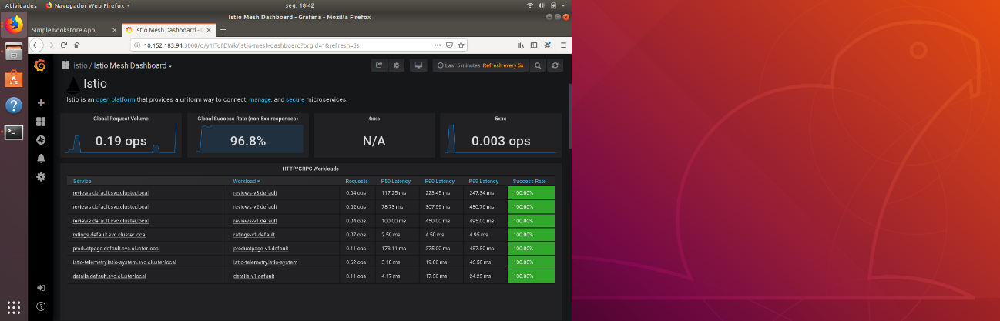 Atividades Navegador Web Firefox seg, 18:42
Istio Mesh Dashboard - Grafana - Mozilla Firefox
Simple Bookstore App Istio Mesh Dashboard - G
10.152.183.94:3000/d/y1ITdfDWk/istio-mesh-dashboard?orgId=1&refresh=5s
istio / Istio Mesh Dashboard Last 5 minutes Refresh every 5s
Istio
Istio is an open platform that provides a uniform way to connect, manage, and secure microservices.
Global Request Volume Global Success Rate (non-5xx responses) 4xxs 5xxs
0.19 ops 96.8% N/A 0.003 ops
HTTP/GRPC Workloads
Service Workload Requests P50 Latency P90 Latency P99 Latency Success Rate
reviews.default.svc.cluster.local reviews-v3.default 0.04 ops 117.25 ms 223.45 ms 247.34 ms 100.00%
reviews.default.svc.cluster.local reviews-v2.default 0.02 ops 78.73 ms 307.59 ms 480.76 ms 100.00%
reviews.default.svc.cluster.local reviews-v1.default 0.04 ops 100.00 ms 450.00 ms 495.00 ms 100.00%
ratings.default.svc.cluster.local ratings-v1.default 0.07 ops 2.50 ms 4.50 ms 4.95 ms 100.00%
productpage.default.svc.cluster.local productpage-v1.default 0.11 ops 178.11 ms 375.00 ms 487.50 ms 100.00%
istio-telemetry.istio-system.svc.cluster.local istio-telemetry.istio-system 0.62 ops 3.18 ms 19.00 ms 46.50 ms 100.00%
details.default.svc.cluster.local details-v1.default 0.11 ops 4.17 ms 17.50 ms 24.25 ms 100.00%